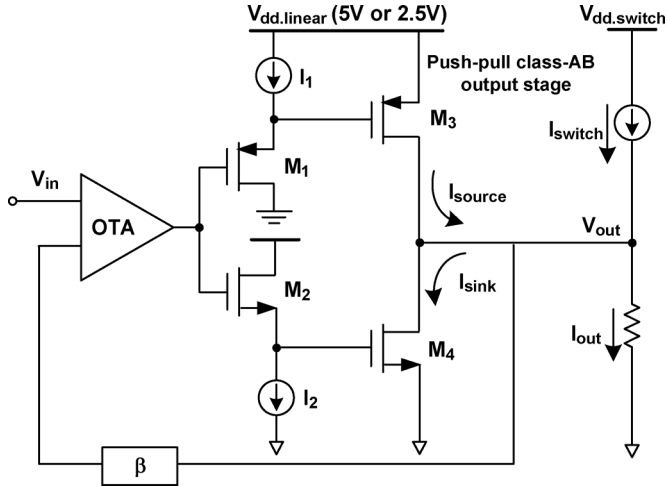 Vdd.linear (5V or 2.5V)
Vdd.switch
I1
Push-pull class-AB
output stage
M3
Iswitch
M1
Vin
Isource
OTA
Vout
M2
Isink
M4
Iout
I2
β